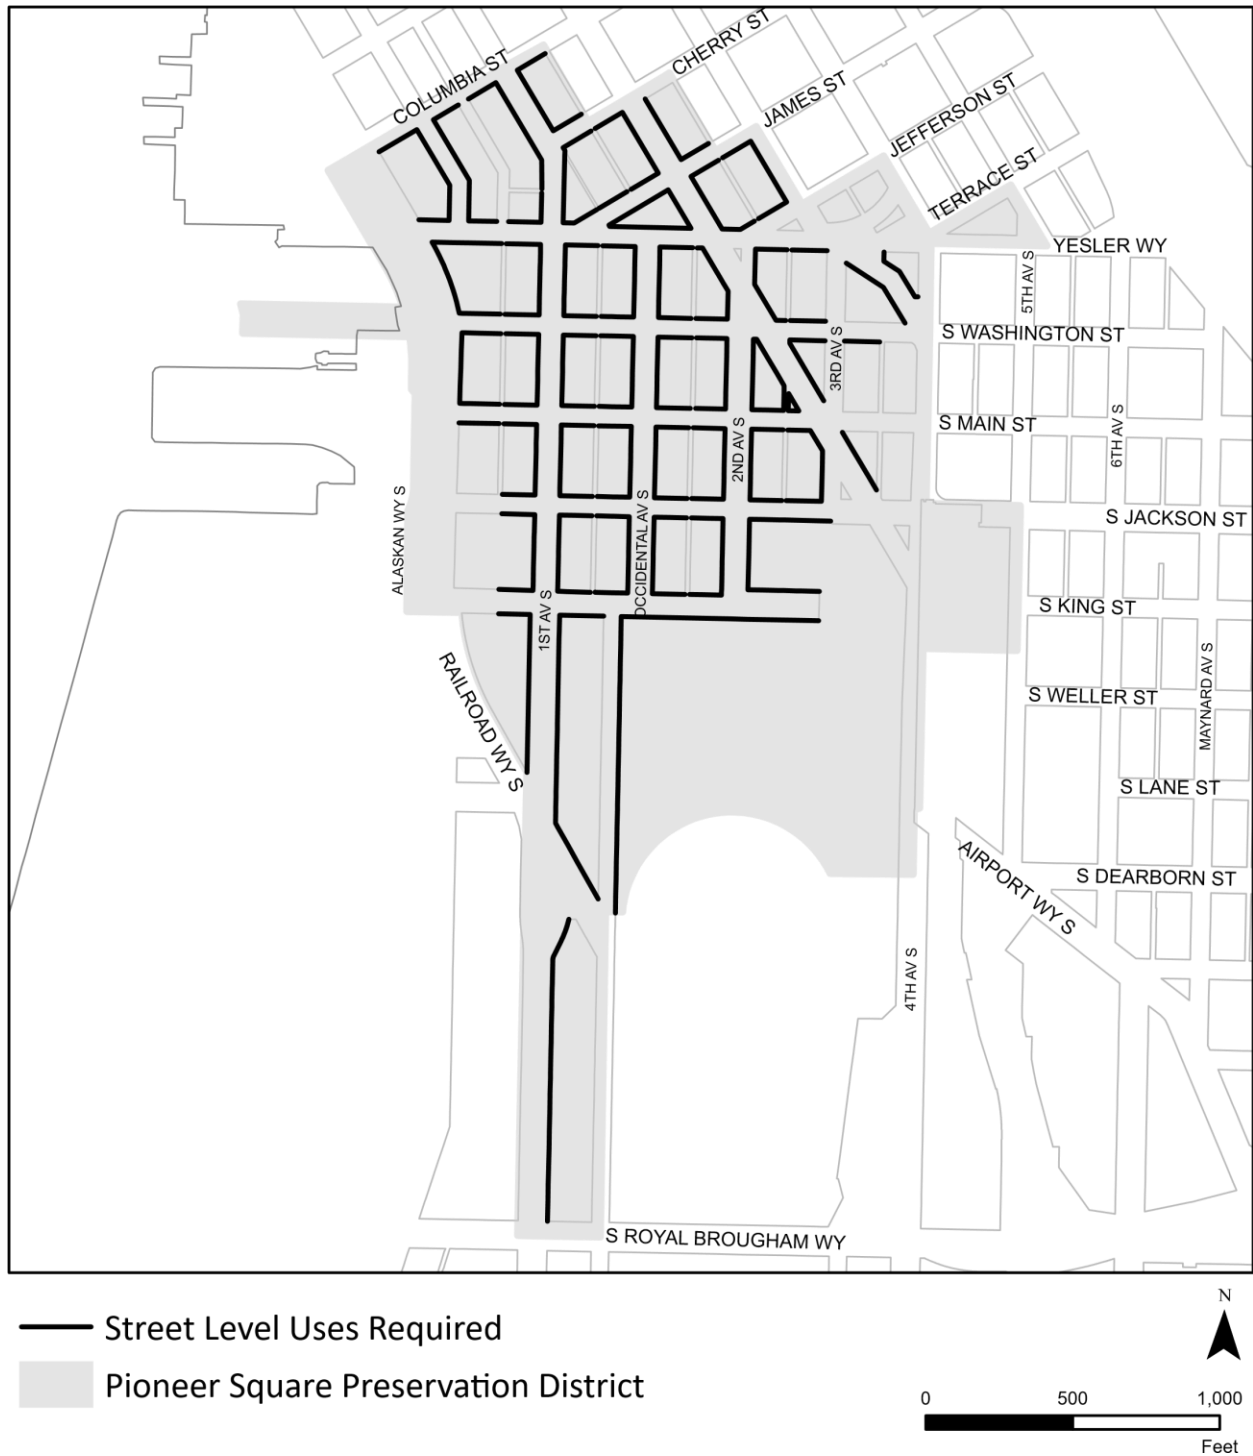 COLUMBIA ST
CHERRY ST
JAMES ST
JEFFERSON ST
TERRACE ST
YESLER WY
5TH AV S
S WASHINGTON ST
3RD AV S
S MAIN ST
6TH AV S
2ND AV S
ALASKAN WY S
OCCIDENTAL AV S
S JACKSON ST
1ST AV S
S KING ST
RAILROAD WY S
S WELLER ST
MAYNARD AV S
S LANE ST
AIRPORT WY S
S DEARBORN ST
4TH AV S
S ROYAL BROUGHAM WY
Street Level Uses Required
Pioneer Square Preservation District
N
0 500 1,000
Feet